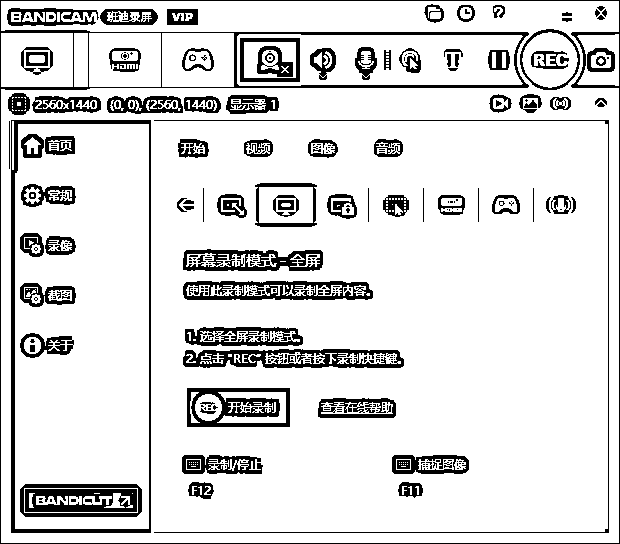 BANDICAM 班迪录屏 VIP
HDMI
REC
2560x1440 (0, 0), (2560, 1440) 显示器 1
首页
开始 视频 图像 音频
常规
录像
屏幕录制模式 - 全屏
截图
使用此录制模式可以录制全屏内容。
关于
1. 选择全屏录制模式。
2. 点击 "REC" 按钮或者按下录制快捷键。
REC 开始录制 查看在线帮助
录制/停止 捕捉图像
F12 F11
BANDICUT